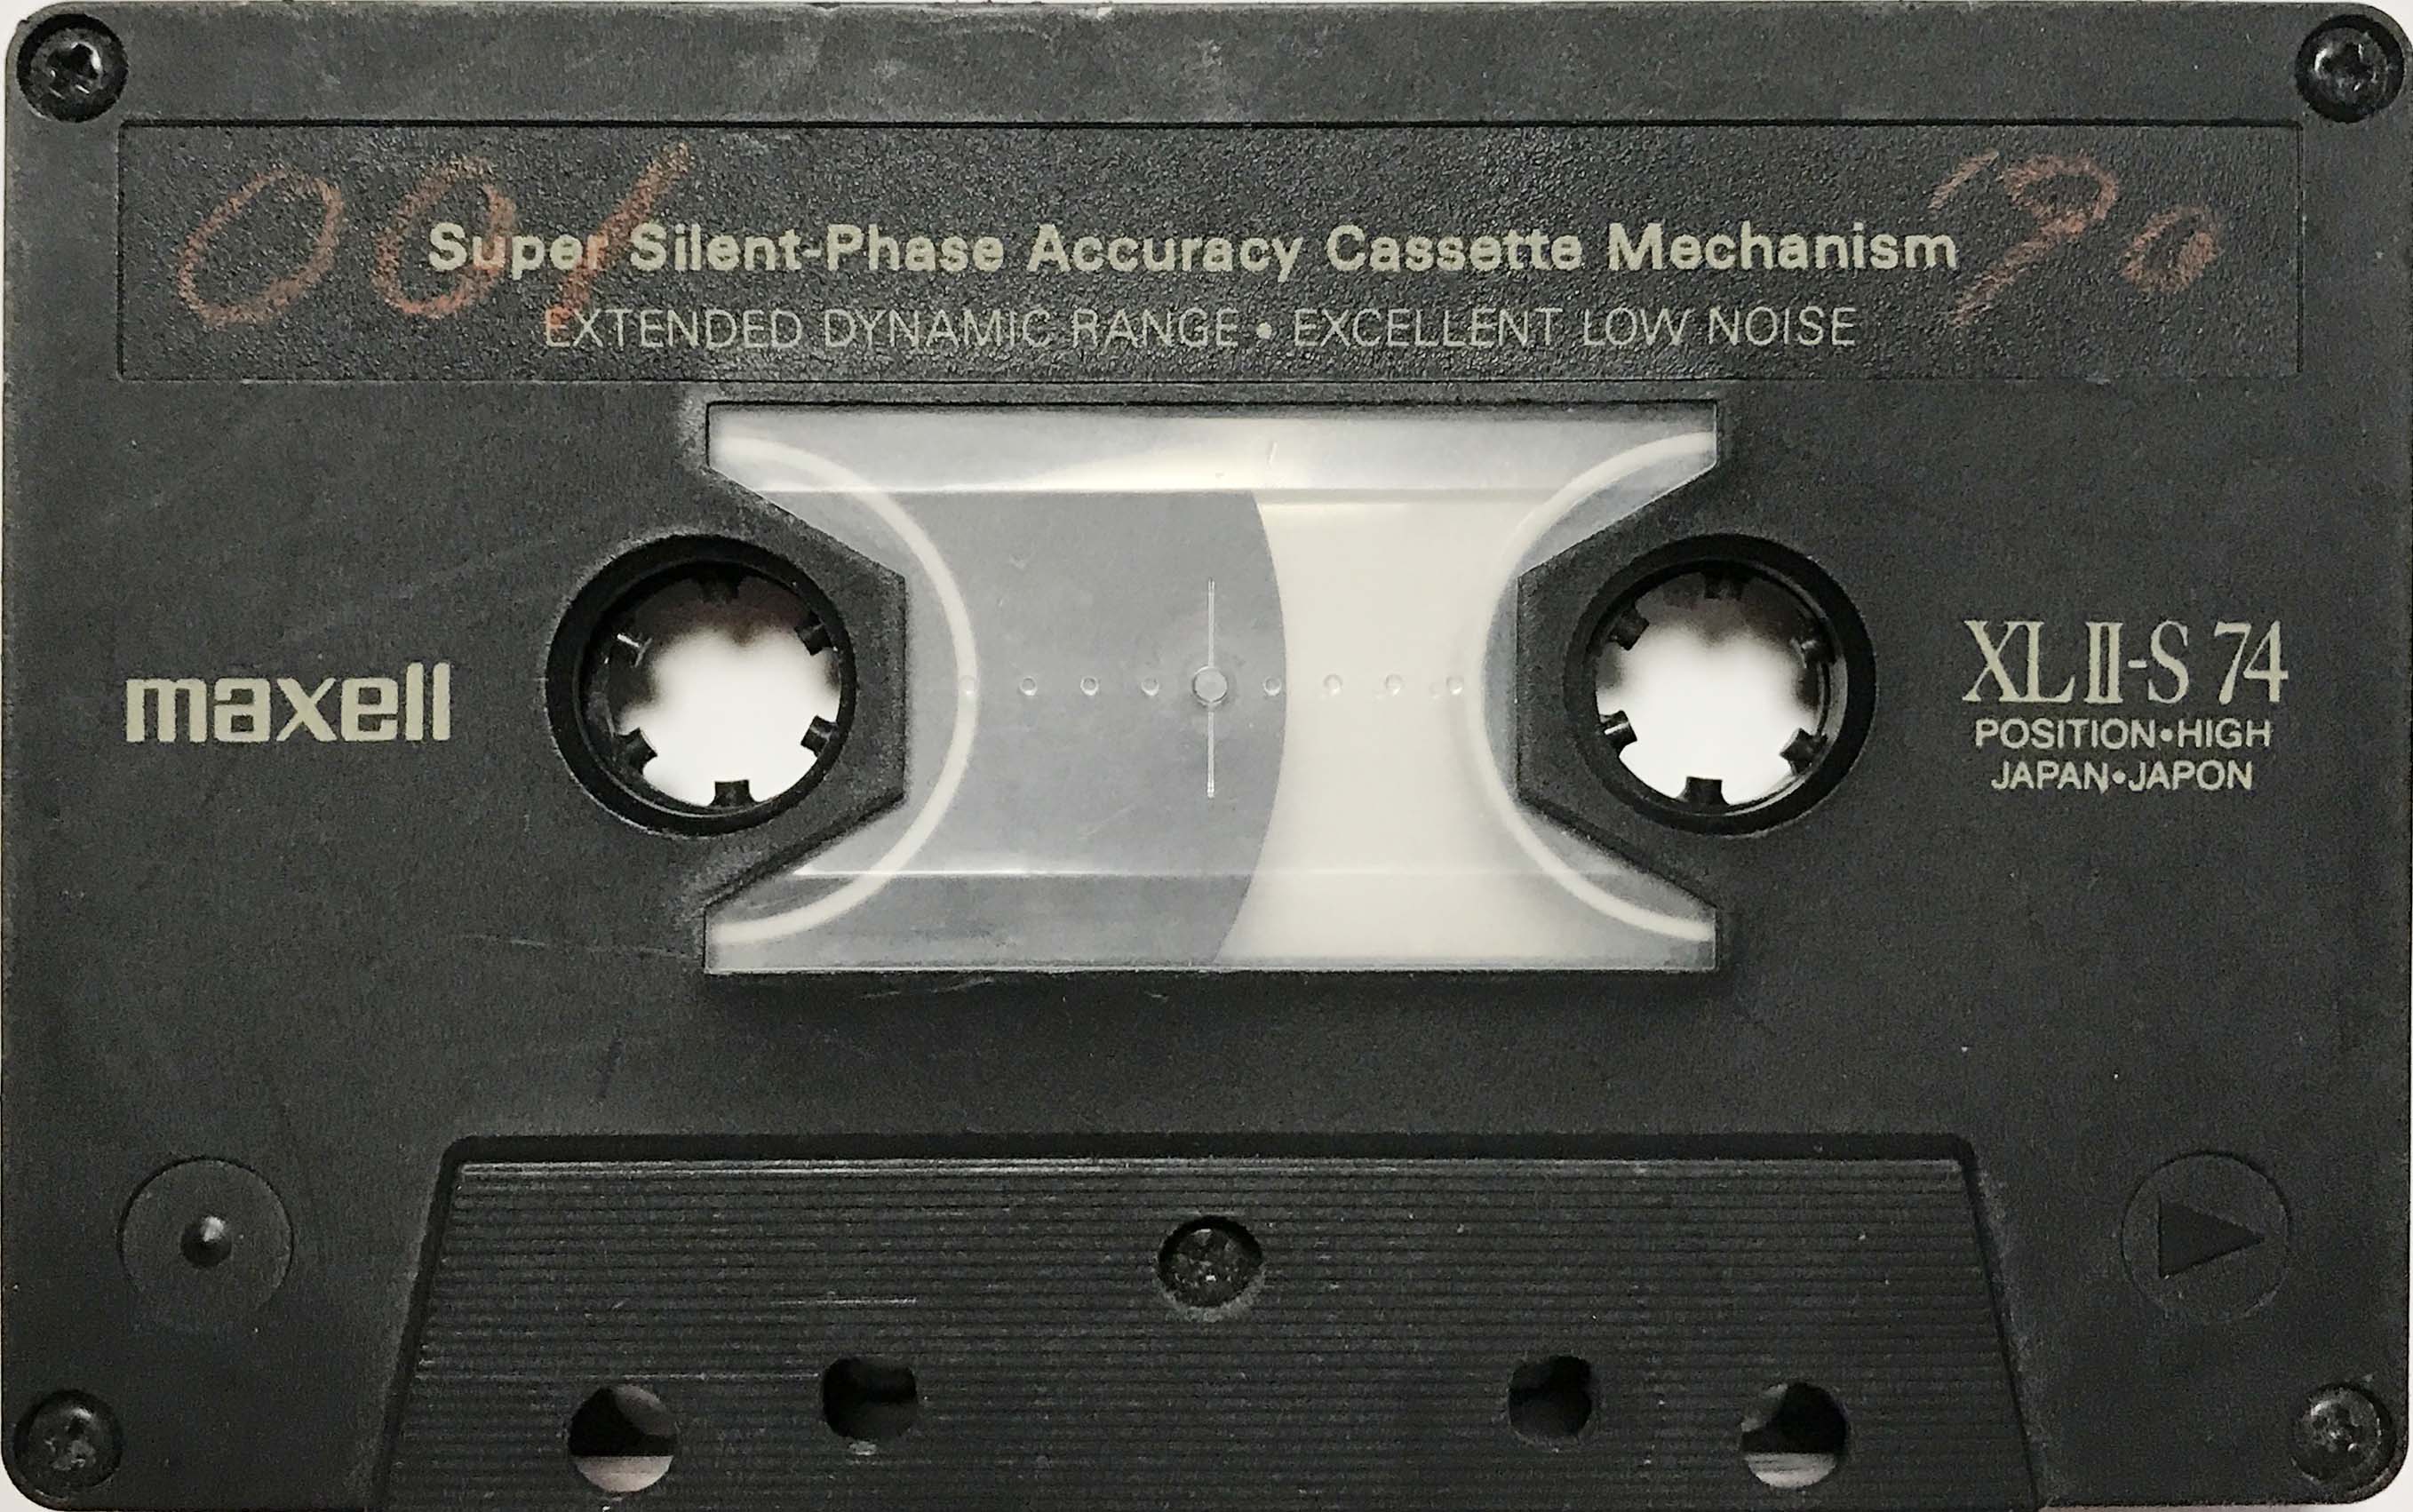 001 '90
Super Silent-Phase Accuracy Cassette Mechanism
EXTENDED DYNAMIC RANGE • EXCELLENT LOW NOISE
maxell
XL II-S 74
POSITION•HIGH
JAPAN•JAPON